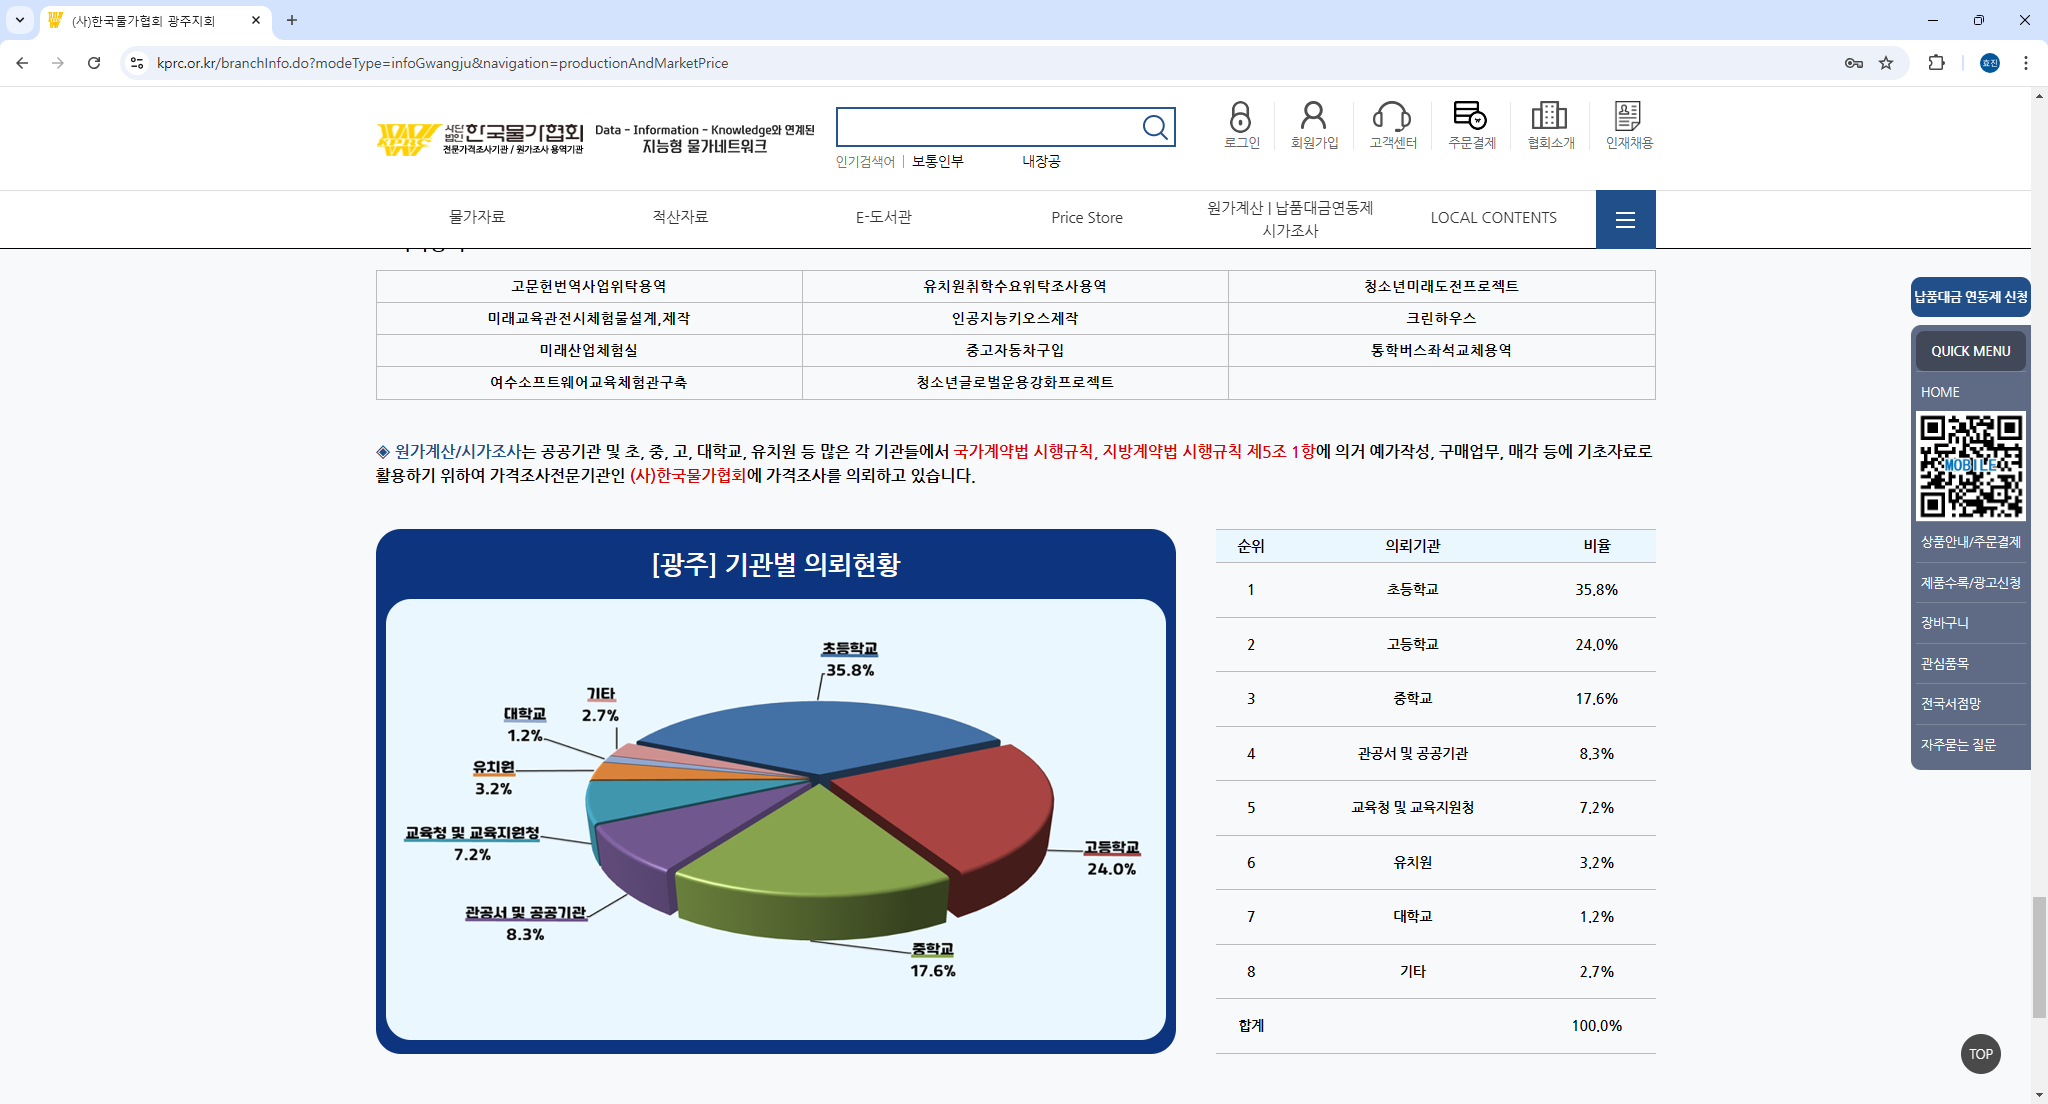 (사)한국물가협회 광주지회
kprc.or.kr/branchInfo.do?modeType=infoGwangju&navigation=productionAndMarketPrice
효진
KPRC
사단법인 한국물가협회
전문가격조사기관 / 원가조사 용역기관
Data - Information - Knowledge와 연계된
지능형 물가네트워크
인기검색어 | 보통인부 내장공
로그인 회원가입 고객센터 주문결제 협회소개 인재채용
물가자료 적산자료 E-도서관 Price Store 원가계산 | 납품대금연동제 시가조사 LOCAL CONTENTS
고문헌번역사업위탁용역 유치원취학수요위탁조사용역 청소년미래도전프로젝트
미래교육관전시체험물설계,제작 인공지능키오스제작 크린하우스
미래산업체험실 중고자동차구입 통학버스좌석교체용역
여수소프트웨어교육체험관구축 청소년글로벌운용강화프로젝트
◈ 원가계산/시가조사는 공공기관 및 초, 중, 고, 대학교, 유치원 등 많은 각 기관들에서 국가계약법 시행규칙, 지방계약법 시행규칙 제5조 1항에 의거 예가작성, 구매업무, 매각 등에 기초자료로
활용하기 위하여 가격조사전문기관인 (사)한국물가협회에 가격조사를 의뢰하고 있습니다.
[광주] 기관별 의뢰현황
초등학교
35.8%
기타
2.7%
대학교
1.2%
유치원
3.2%
교육청 및 교육지원청
7.2%
관공서 및 공공기관
8.3%
고등학교
24.0%
중학교
17.6%
순위 의뢰기관 비율
1 초등학교 35.8%
2 고등학교 24.0%
3 중학교 17.6%
4 관공서 및 공공기관 8.3%
5 교육청 및 교육지원청 7.2%
6 유치원 3.2%
7 대학교 1.2%
8 기타 2.7%
합계 100.0%
납품대금 연동제 신청
QUICK MENU
HOME
MOBILE
상품안내/주문결제
제품수록/광고신청
장바구니
관심품목
전국서점망
자주묻는 질문
TOP